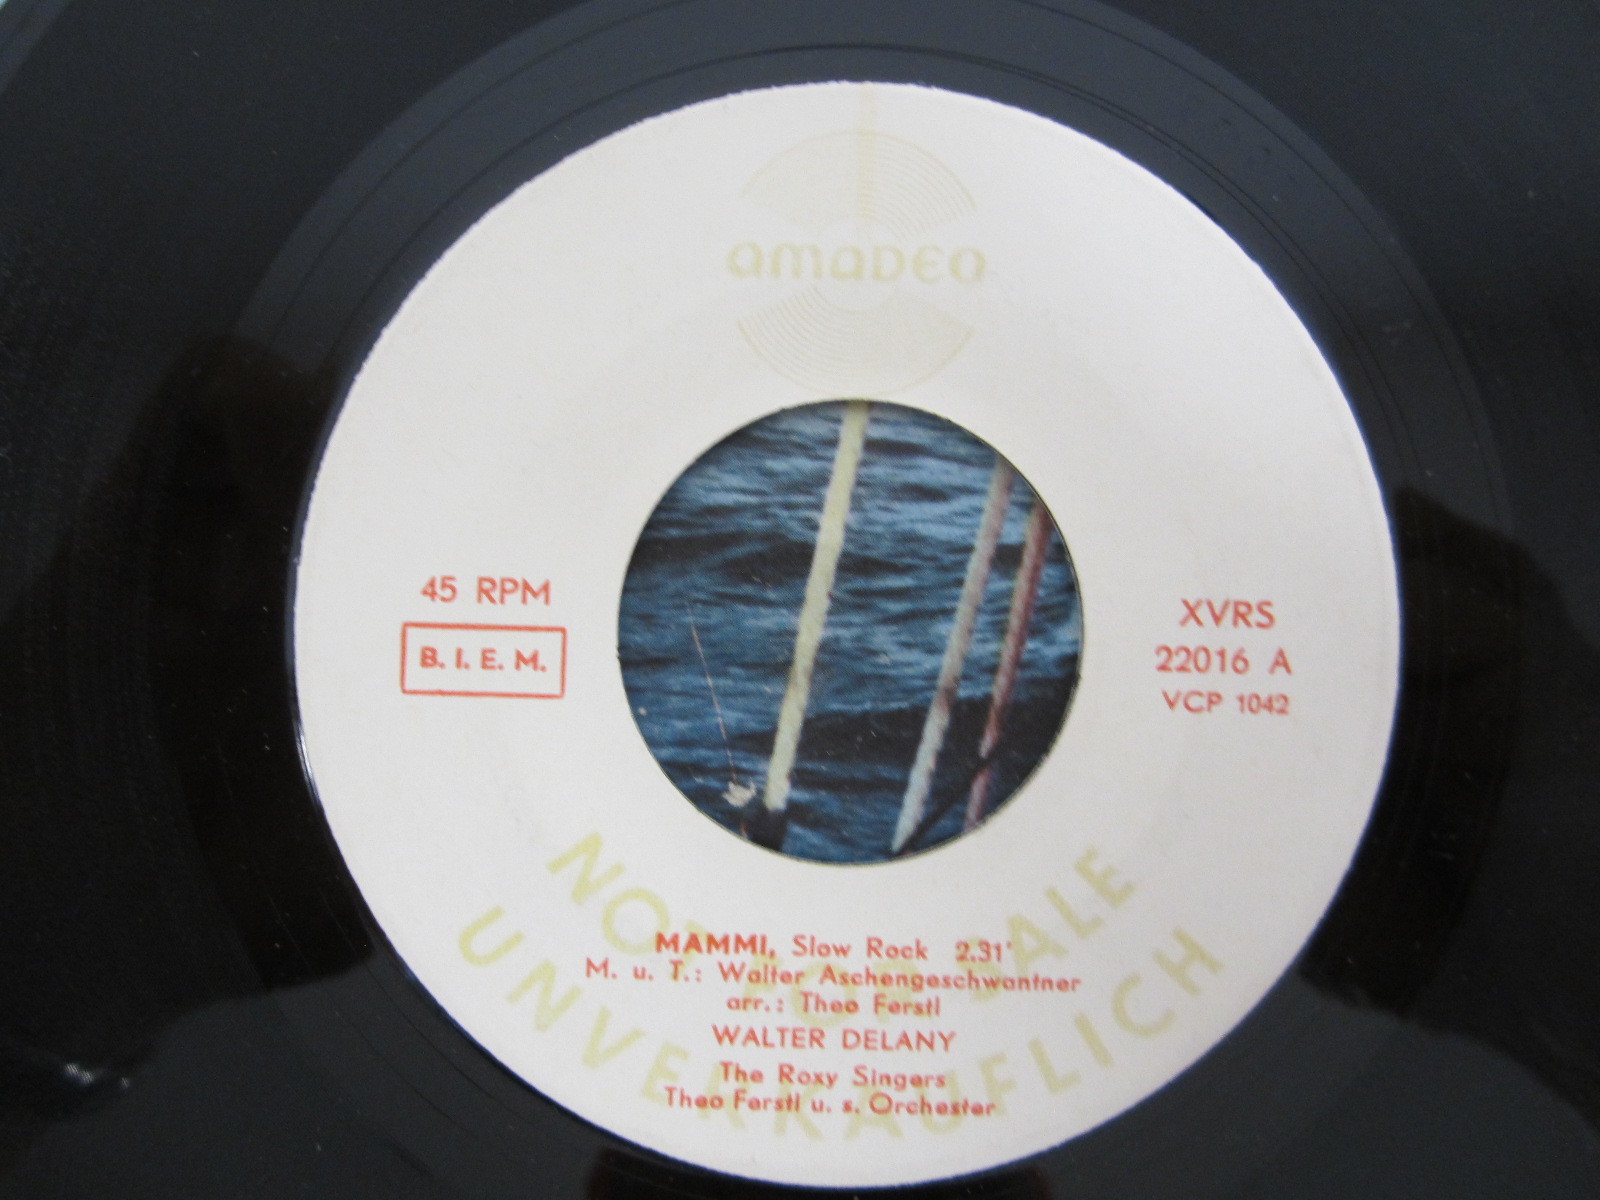 amaDEO
45 RPM
B. I. E. M.
XVRS
22016 A
VCP 1042
NOT FOR SALE
UNVERKAUFLICH
MAMMI, Slow Rock 2.31'
M. u. T.: Walter Aschengeschwantner
arr.: Theo Ferstl
WALTER DELANY
The Roxy Singers
Theo Ferstl u. s. Orchester